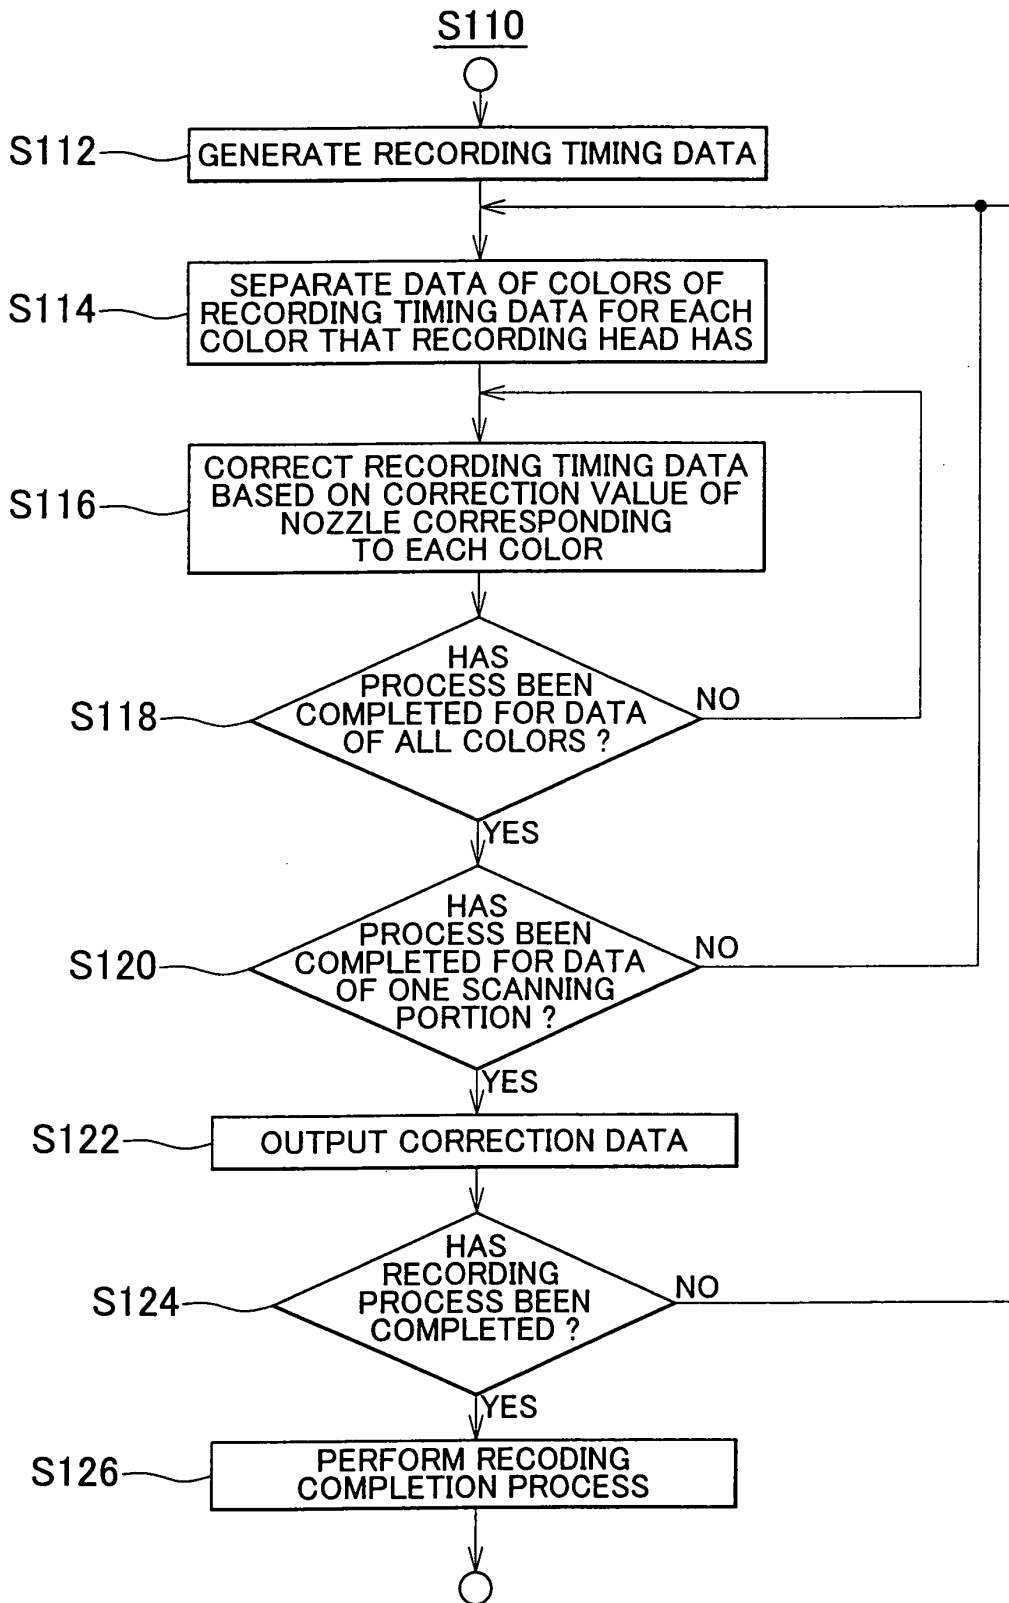 S110
S112
GENERATE RECORDING TIMING DATA
S114
SEPARATE DATA OF COLORS OF
RECORDING TIMING DATA FOR EACH
COLOR THAT RECORDING HEAD HAS
S116
CORRECT RECORDING TIMING DATA
BASED ON CORRECTION VALUE OF
NOZZLE CORRESPONDING
TO EACH COLOR
S118
HAS
PROCESS BEEN
COMPLETED FOR DATA
OF ALL COLORS ?
NO
YES
S120
HAS
PROCESS BEEN
COMPLETED FOR DATA
OF ONE SCANNING
PORTION ?
NO
YES
S122
OUTPUT CORRECTION DATA
S124
HAS
RECORDING
PROCESS BEEN
COMPLETED ?
NO
YES
S126
PERFORM RECODING
COMPLETION PROCESS